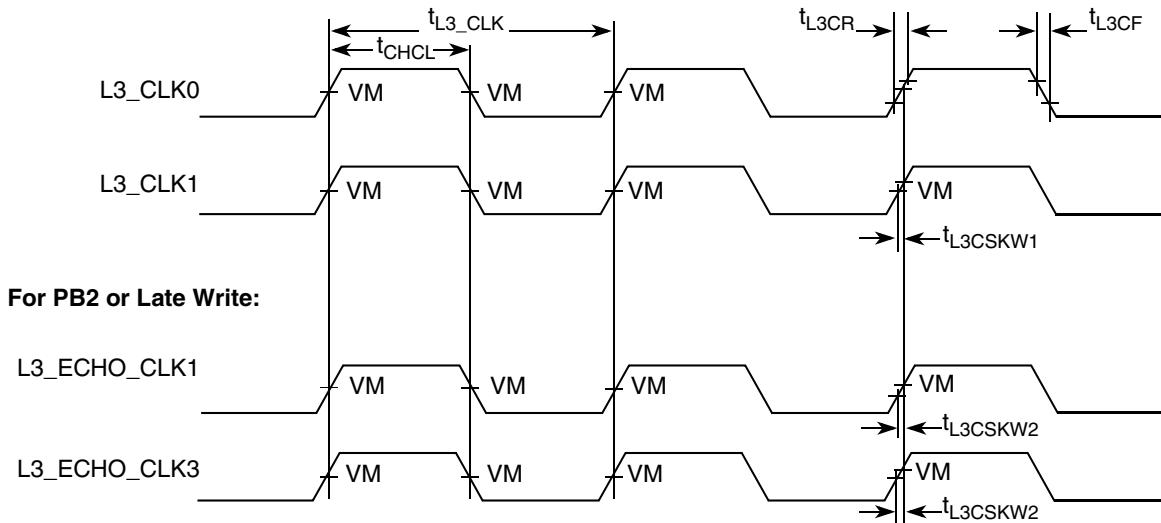 tL3_CLK
tL3CR
tL3CF
tCHCL
L3_CLK0
VM
VM
VM
L3_CLK1
VM
VM
VM
VM
tL3CSKW1
For PB2 or Late Write:
L3_ECHO_CLK1
VM
VM
VM
VM
tL3CSKW2
L3_ECHO_CLK3
VM
VM
VM
VM
tL3CSKW2